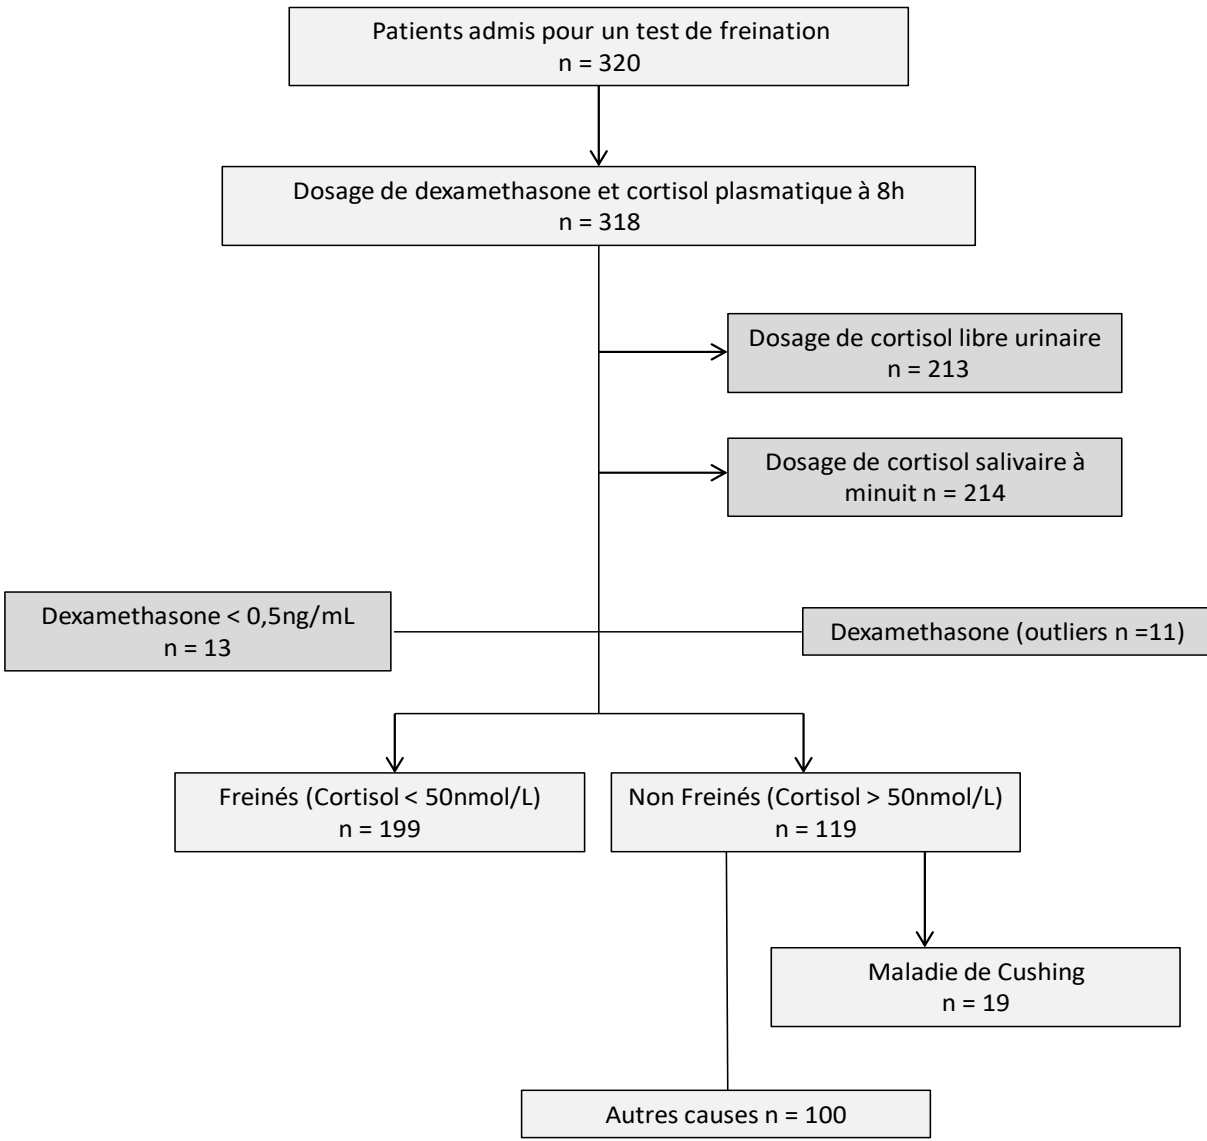 Patients admis pour un test de freination
n = 320
Dosage de dexamethasone et cortisol plasmatique à 8h
n = 318
Dosage de cortisol libre urinaire
n = 213
Dosage de cortisol salivaire à
minuit n = 214
Dexamethasone < 0,5ng/mL
n = 13
Dexamethasone (outliers n =11)
Freinés (Cortisol < 50nmol/L)
n = 199
Non Freinés (Cortisol > 50nmol/L)
n = 119
Maladie de Cushing
n = 19
Autres causes n = 100